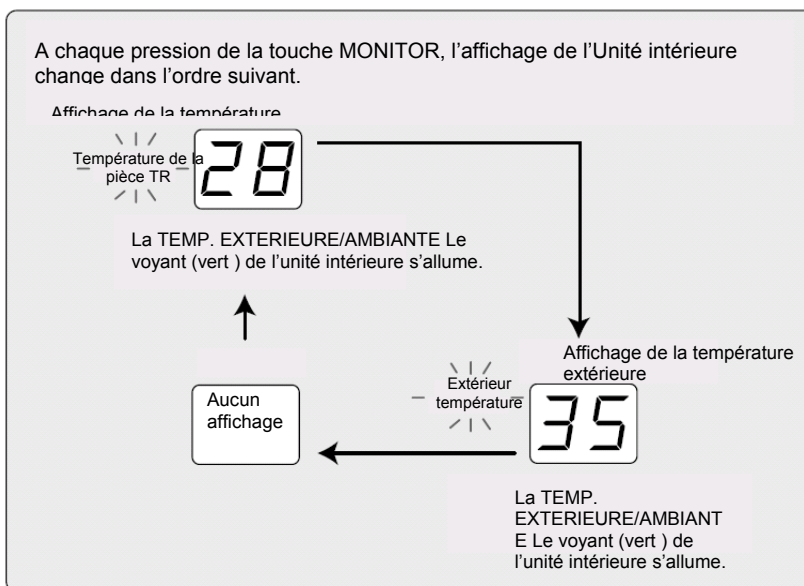 A chaque pression de la touche MONITOR, l'affichage de l'Unité intérieure
change dans l'ordre suivant.
Affichage de la température
Température de la
pièce TR
28
La TEMP. EXTERIEURE/AMBIANTE Le
voyant (vert ) de l'unité intérieure s'allume.
Affichage de la température
extérieure
Extérieur
température
35
Aucun
affichage
La TEMP.
EXTERIEURE/AMBIANT
E Le voyant (vert ) de
l'unité intérieure s'allume.